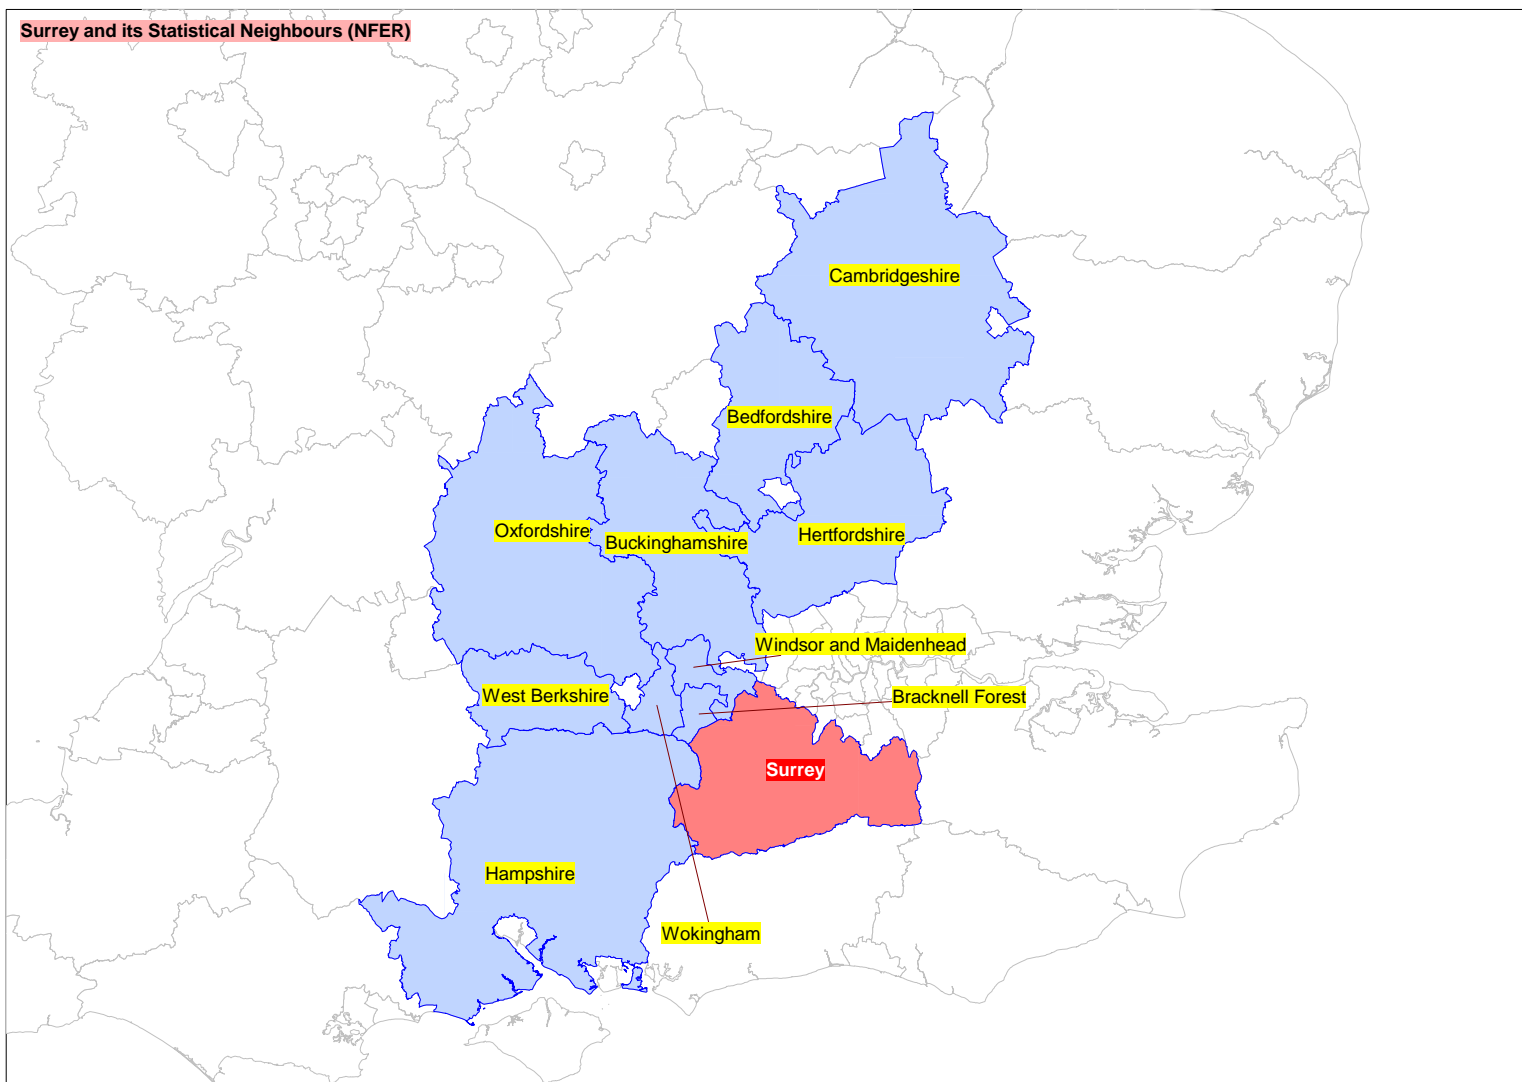 Surrey and its Statistical Neighbours (NFER)
Cambridgeshire
Bedfordshire
Oxfordshire
Buckinghamshire
Hertfordshire
Windsor and Maidenhead
West Berkshire
Bracknell Forest
Surrey
Hampshire
Wokingham